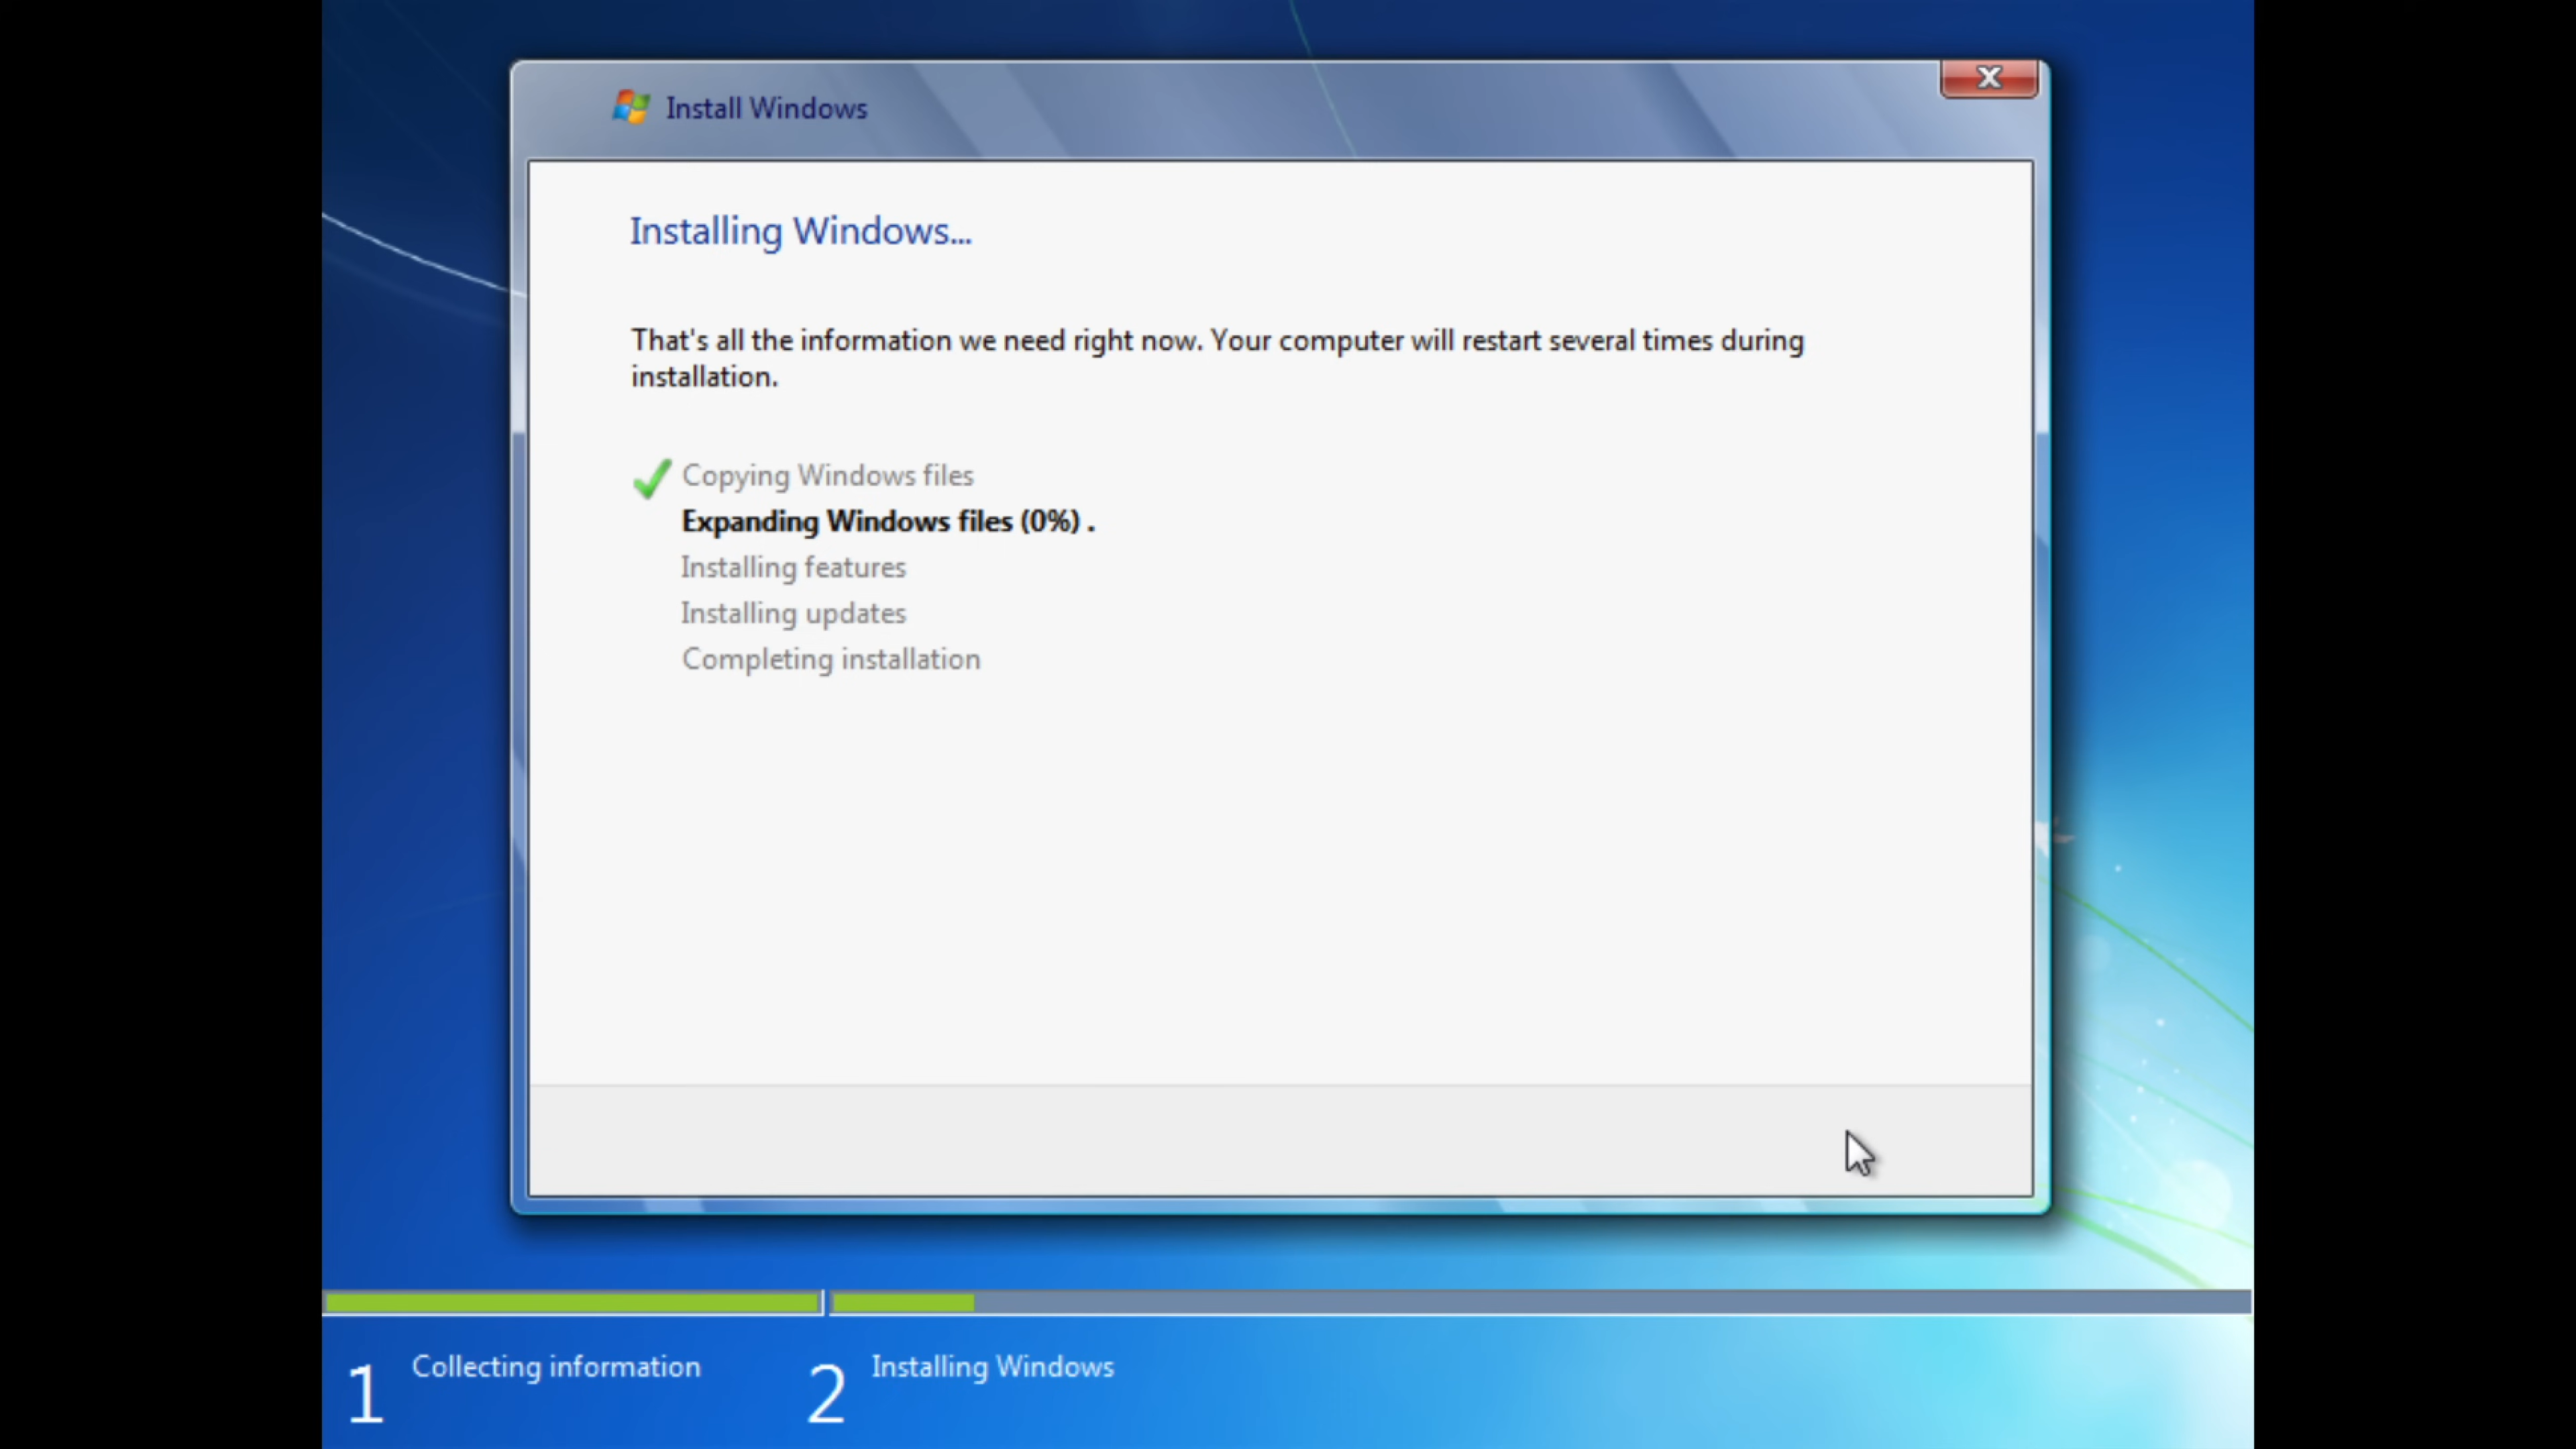 Install Windows
Installing Windows...
That's all the information we need right now. Your computer will restart several times during
installation.
Copying Windows files
Expanding Windows files (0%) .
Installing features
Installing updates
Completing installation
1 Collecting information 2 Installing Windows